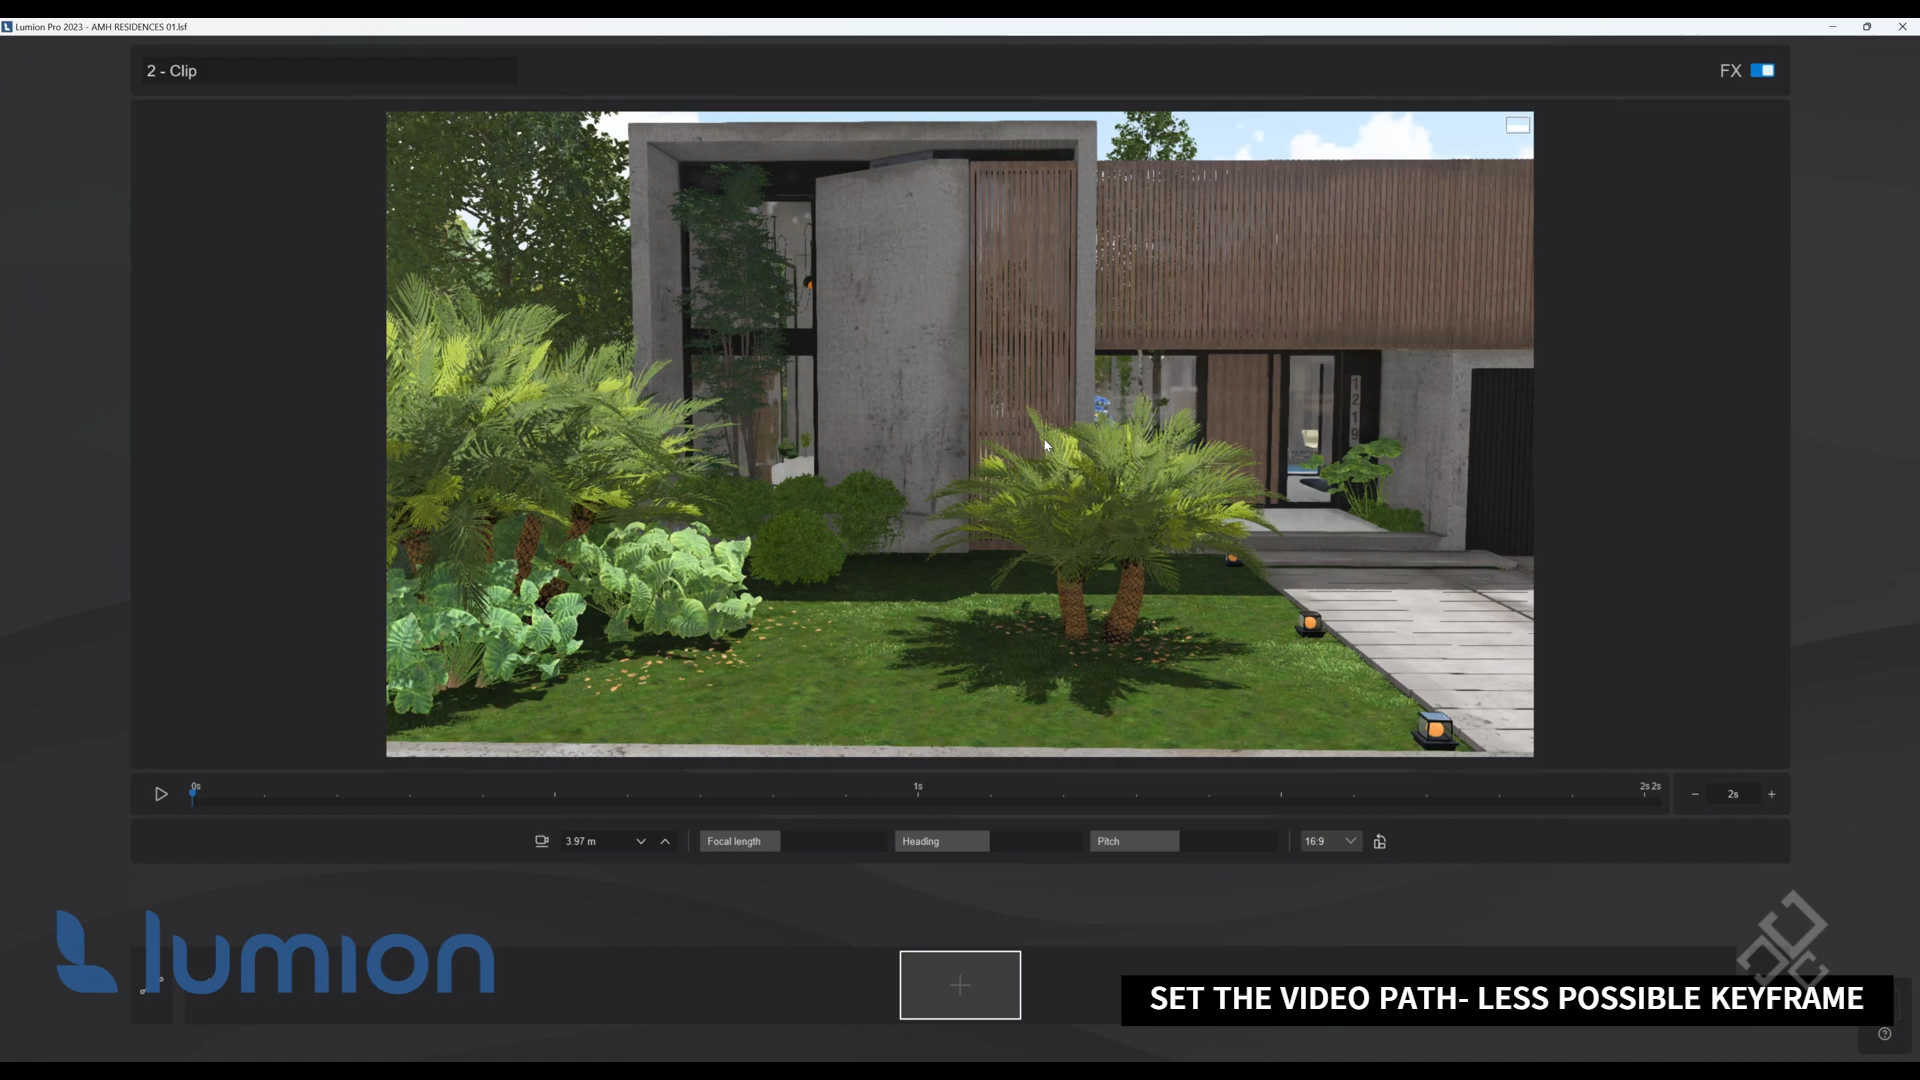 Lumion Pro 2023 - AMH RESIDENCES 01.lsf
2 - Clip
FX
1219
0s
1s
2s 2s
2s
3.97 m
Focal length
Heading
Pitch
16:9
lumion
SET THE VIDEO PATH- LESS POSSIBLE KEYFRAME